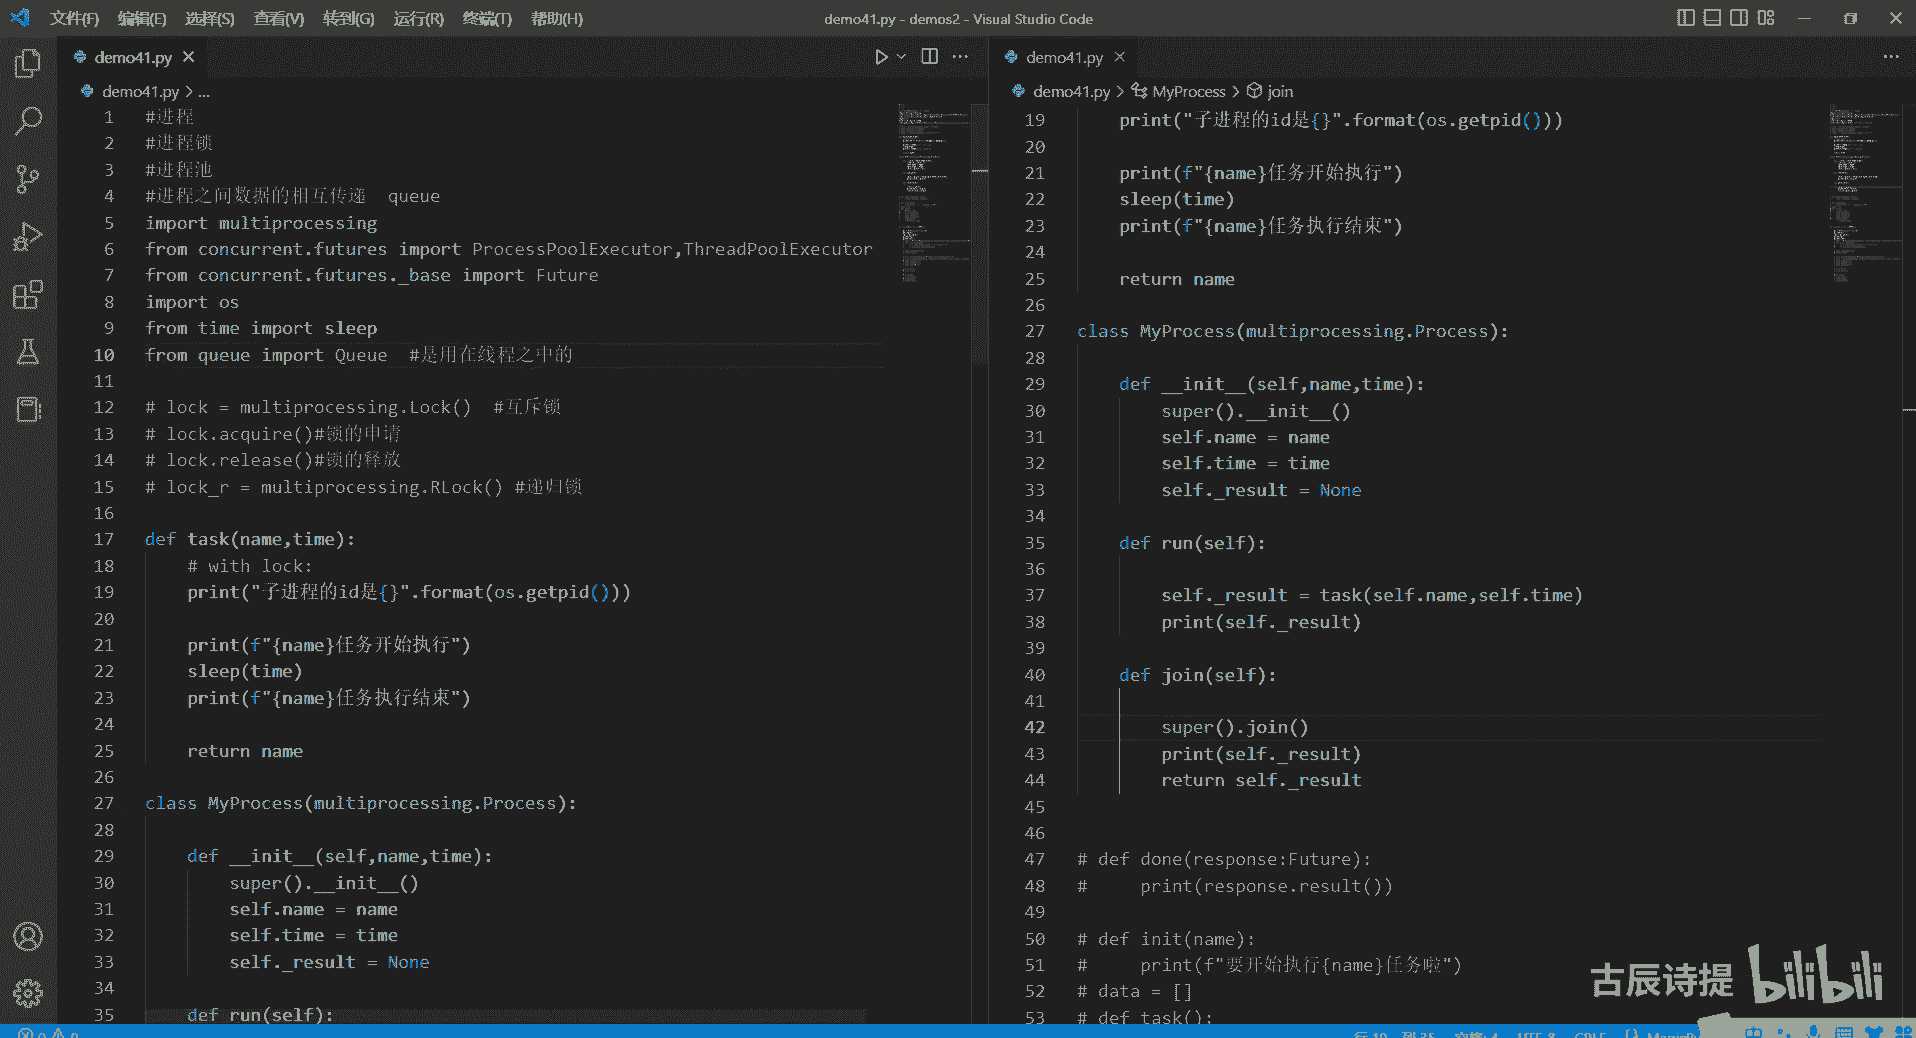 文件(F) 编辑(E) 选择(S) 查看(V) 转到(G) 运行(R) 终端(T) 帮助(H)
demo41.py - demos2 - Visual Studio Code
demo41.py
demo41.py > ...
1 #进程
2 #进程锁
3 #进程池
4 #进程之间数据的相互传递 queue
5 import multiprocessing
6 from concurrent.futures import ProcessPoolExecutor,ThreadPoolExecutor
7 from concurrent.futures._base import Future
8 import os
9 from time import sleep
10 from queue import Queue #是用在线程之中的
11
12 # lock = multiprocessing.Lock() #互斥锁
13 # lock.acquire()#锁的申请
14 # lock.release()#锁的释放
15 # lock_r = multiprocessing.RLock() #递归锁
16
17 def task(name,time):
18 # with lock:
19 print("子进程的id是{}".format(os.getpid()))
20
21 print(f"{name}任务开始执行")
22 sleep(time)
23 print(f"{name}任务执行结束")
24
25 return name
26
27 class MyProcess(multiprocessing.Process):
28
29 def __init__(self,name,time):
30 super().__init__()
31 self.name = name
32 self.time = time
33 self._result = None
34
35 def run(self):
demo41.py
demo41.py > MyProcess > join
19 print("子进程的id是{}".format(os.getpid()))
20
21 print(f"{name}任务开始执行")
22 sleep(time)
23 print(f"{name}任务执行结束")
24
25 return name
26
27 class MyProcess(multiprocessing.Process):
28
29 def __init__(self,name,time):
30 super().__init__()
31 self.name = name
32 self.time = time
33 self._result = None
34
35 def run(self):
36
37 self._result = task(self.name,self.time)
38 print(self._result)
39
40 def join(self):
41
42 super().join()
43 print(self._result)
44 return self._result
45
46
47 # def done(response:Future):
48 # print(response.result())
49
50 # def init(name):
51 # print(f"要开始执行{name}任务啦")
52 # data = []
53 # def task():
古辰诗提 bilibili